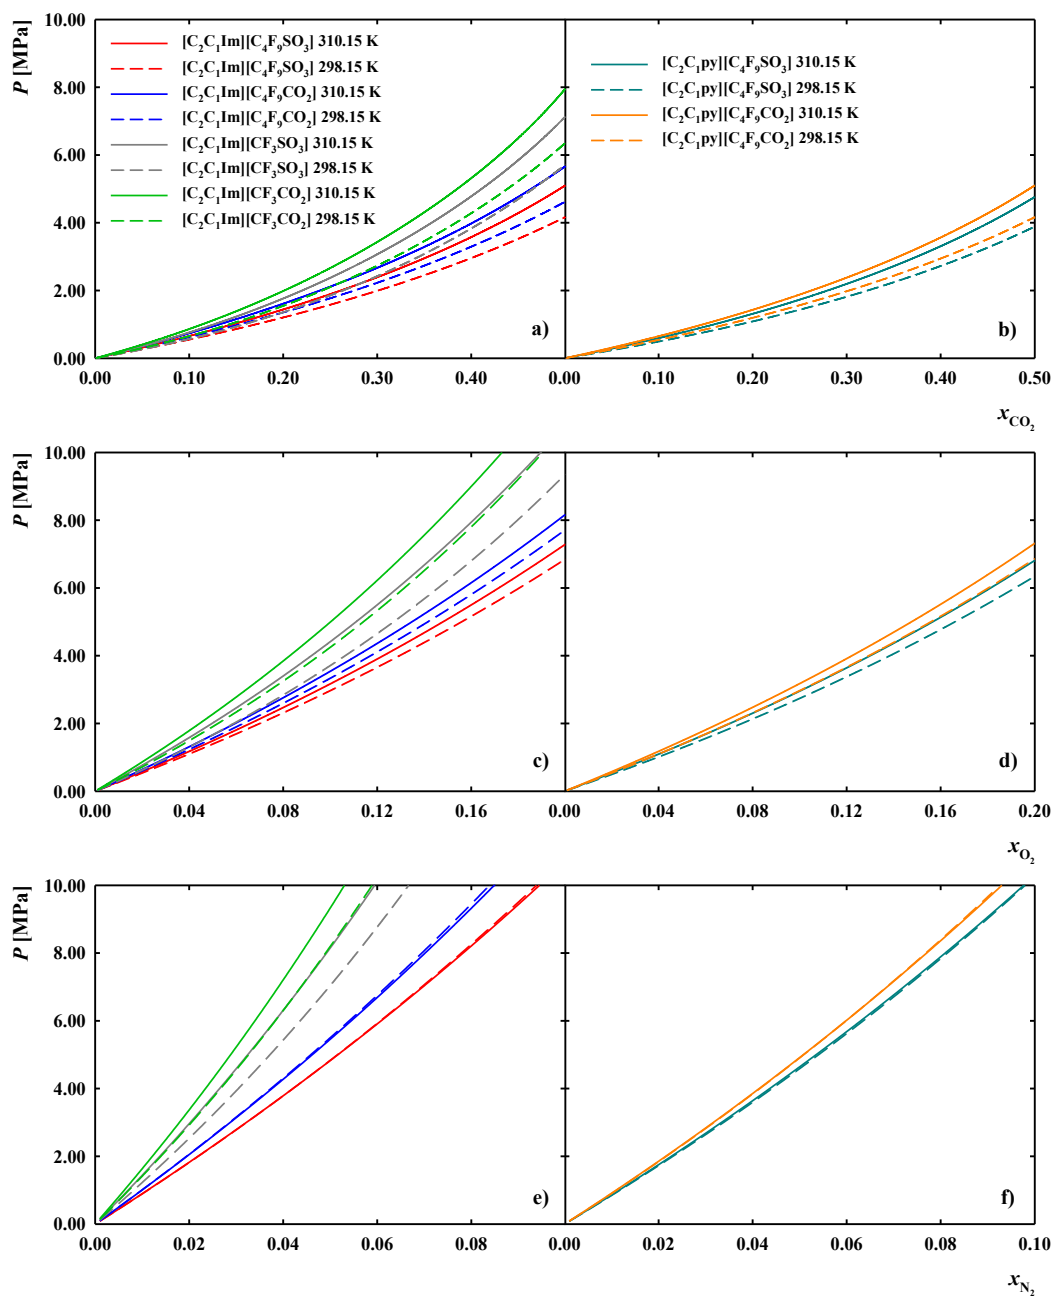 P [MPa]
10.00
8.00
6.00
4.00
2.00
0.00
[C₂C₁Im][C₄F₉SO₃] 310.15 K
[C₂C₁Im][C₄F₉SO₃] 298.15 K
[C₂C₁Im][C₄F₉CO₂] 310.15 K
[C₂C₁Im][C₄F₉CO₂] 298.15 K
[C₂C₁Im][CF₃SO₃] 310.15 K
[C₂C₁Im][CF₃SO₃] 298.15 K
[C₂C₁Im][CF₃CO₂] 310.15 K
[C₂C₁Im][CF₃CO₂] 298.15 K
a)
[C₂C₁py][C₄F₉SO₃] 310.15 K
[C₂C₁py][C₄F₉SO₃] 298.15 K
[C₂C₁py][C₄F₉CO₂] 310.15 K
[C₂C₁py][C₄F₉CO₂] 298.15 K
b)
0.00 0.10 0.20 0.30 0.40 0.00 0.10 0.20 0.30 0.40 0.50
x_CO₂
P [MPa]
10.00
8.00
6.00
4.00
2.00
0.00
c)
d)
0.00 0.04 0.08 0.12 0.16 0.00 0.04 0.08 0.12 0.16 0.20
x_O₂
P [MPa]
10.00
8.00
6.00
4.00
2.00
0.00
e)
f)
0.00 0.02 0.04 0.06 0.08 0.00 0.02 0.04 0.06 0.08 0.10
x_N₂